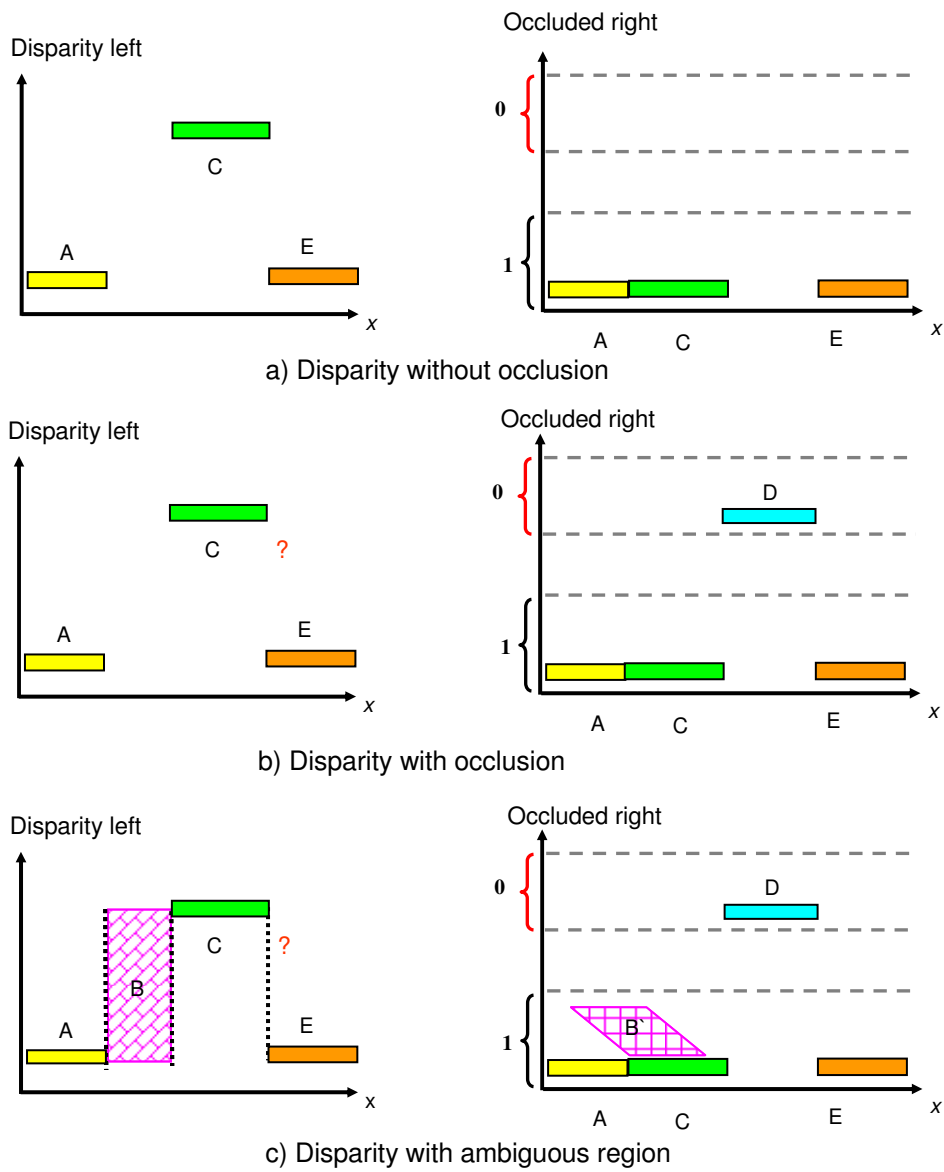 Disparity left
Occluded right
0
C
A
E
1
x
x
A
C
E
a) Disparity without occlusion
Disparity left
Occluded right
0
D
C
?
A
E
1
x
x
A
C
E
b) Disparity with occlusion
Disparity left
Occluded right
0
D
C
?
B
A
E
1
B`
x
x
A
C
E
c) Disparity with ambiguous region